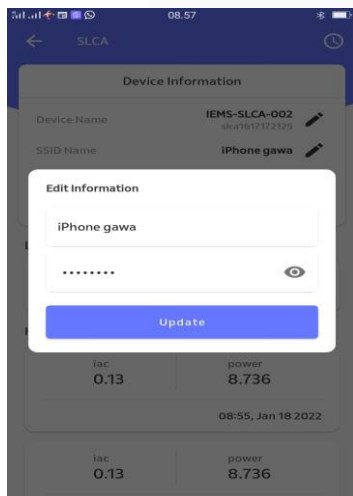 08.57
SLCA
Device Information
Device Name
IEMS-SLCA-002
slca1617172125
SSID Name
iPhone gawa
Edit Information
iPhone gawa
........
Update
iac
power
0.13
8.736
08:55, Jan 18 2022
iac
power
0.13
8.736